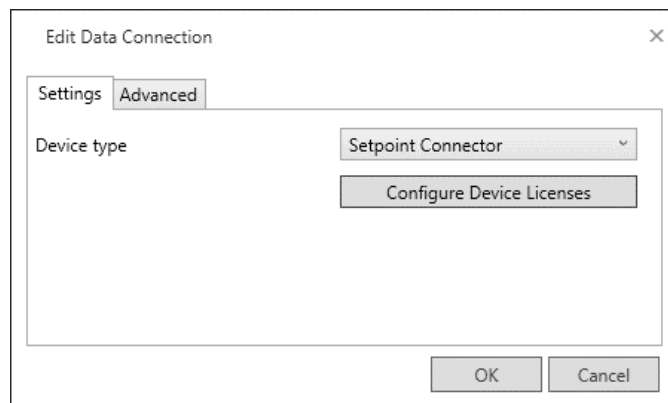 Edit Data Connection
Settings Advanced
Device type Setpoint Connector
Configure Device Licenses
OK Cancel